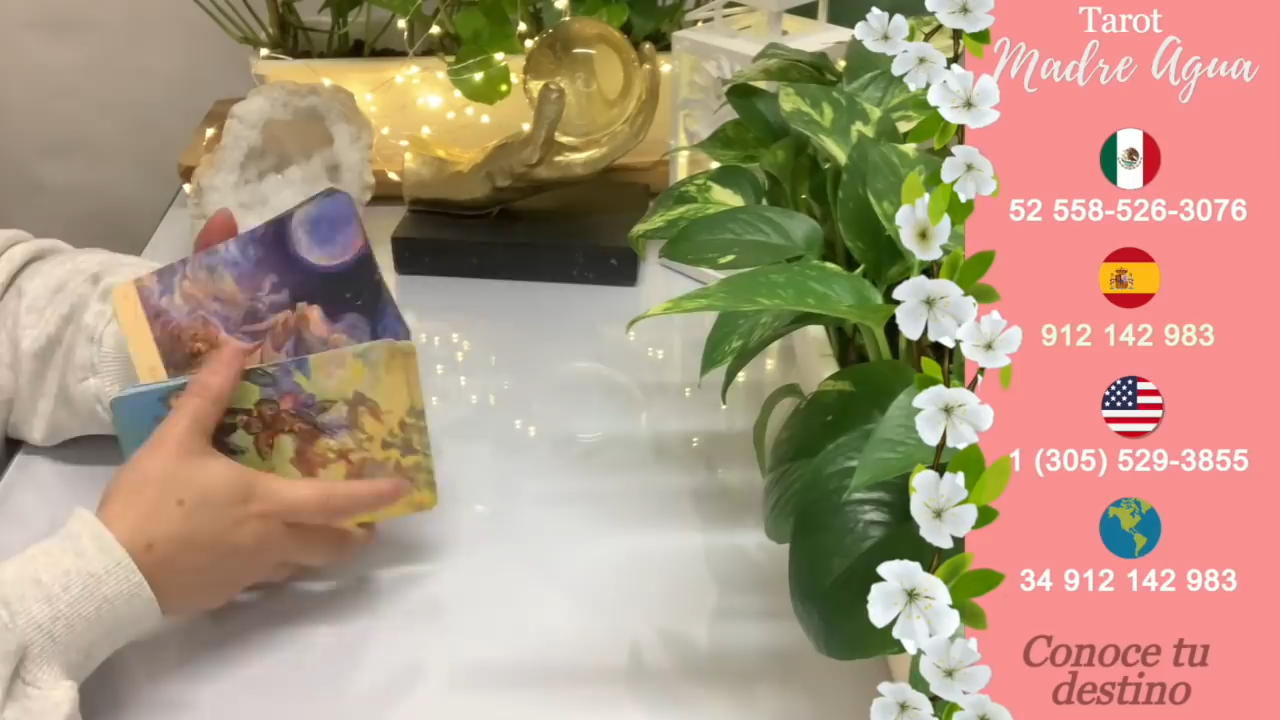 Tarot
Madre Agua
52 558-526-3076
912 142 983
1 (305) 529-3855
34 912 142 983
Conoce tu
destino